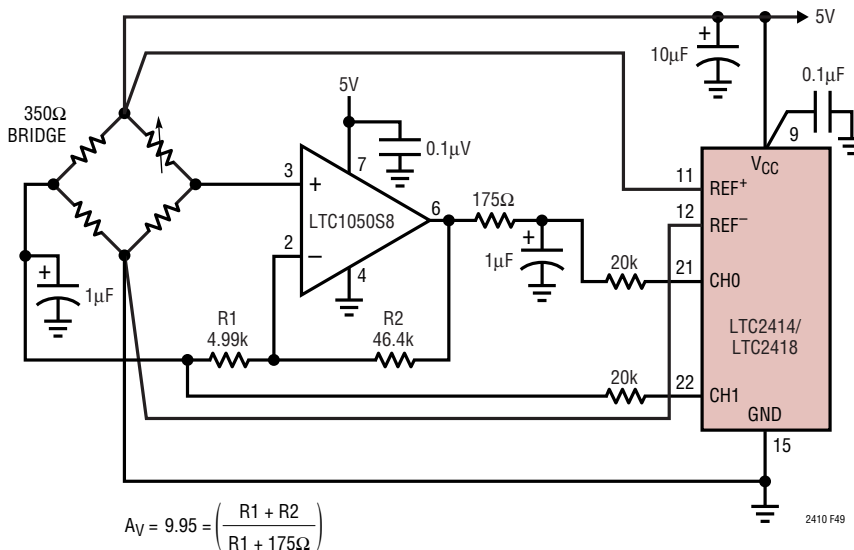 5V
10µF
0.1µF
9
350Ω
BRIDGE
5V
0.1µV
7
3
+
LTC1050S8
6
2
–
4
175Ω
+
1µF
+
1µF
+
R1
4.99k
R2
46.4k
20k
20k
VCC
11
REF+
12
REF–
21
CH0
LTC2414/
LTC2418
22
CH1
GND
15
AV = 9.95 = (R1 + R2 / R1 + 175Ω)
2410 F49